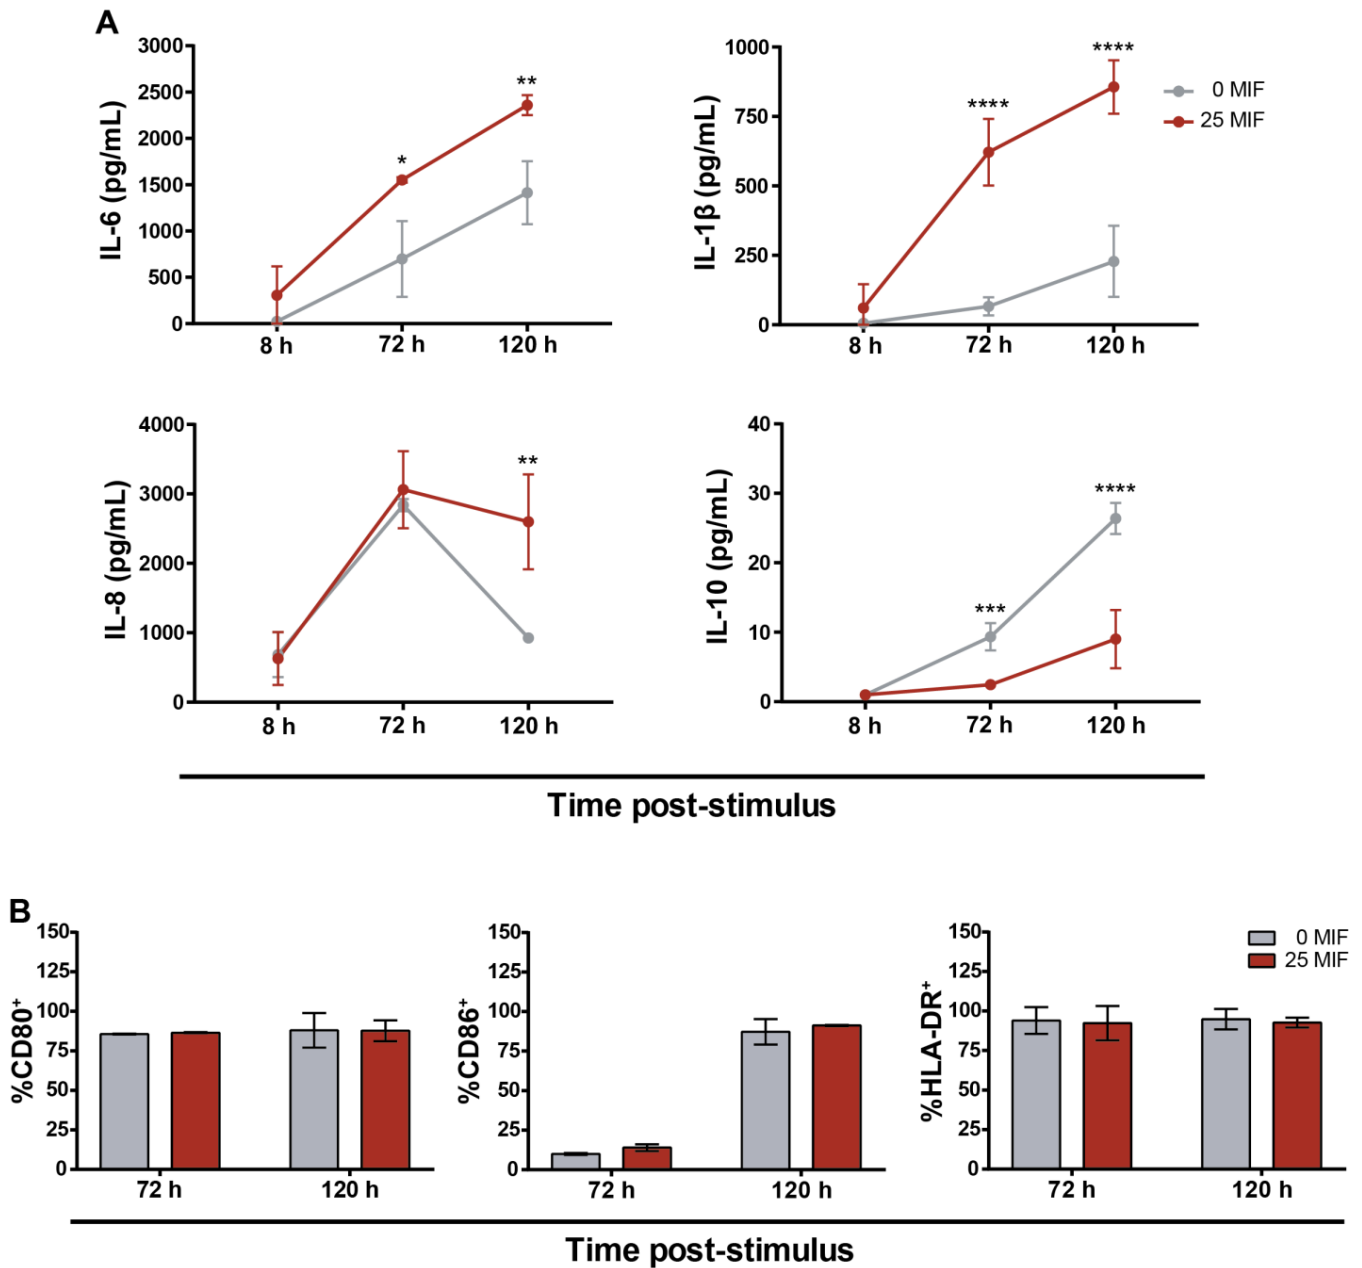 A
IL-6 (pg/mL)
3000
2500
2000
1500
1000
500
0
8 h
72 h
120 h
*
**
IL-1β (pg/mL)
1000
750
500
250
0
8 h
72 h
120 h
****
****
0 MIF
25 MIF
IL-8 (pg/mL)
4000
3000
2000
1000
0
8 h
72 h
120 h
**
IL-10 (pg/mL)
40
30
20
10
0
8 h
72 h
120 h
***
****
Time post-stimulus
B
%CD80⁺
150
125
100
75
50
25
0
72 h
120 h
%CD86⁺
150
125
100
75
50
25
0
72 h
120 h
%HLA-DR⁺
150
125
100
75
50
25
0
72 h
120 h
0 MIF
25 MIF
Time post-stimulus